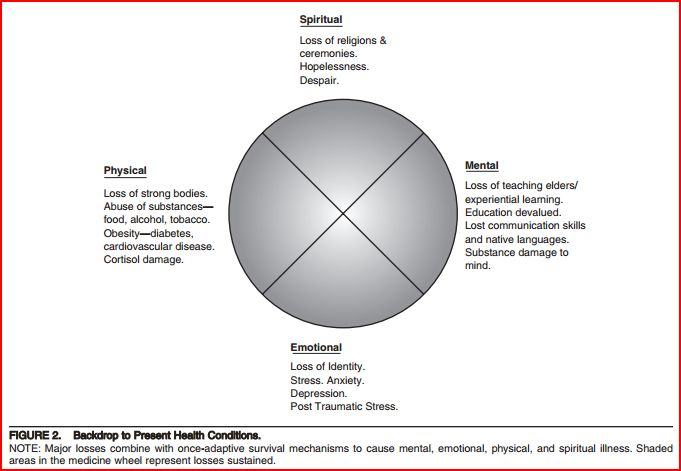 Spiritual
Loss of religions &
ceremonies.
Hopelessness.
Despair.
Physical
Loss of strong bodies.
Abuse of substances—
food, alcohol, tobacco.
Obesity—diabetes,
cardiovascular disease.
Cortisol damage.
Mental
Loss of teaching elders/
experiential learning.
Education devalued.
Lost communication skills
and native languages.
Substance damage to
mind.
Emotional
Loss of Identity.
Stress. Anxiety.
Depression.
Post Traumatic Stress.
FIGURE 2. Backdrop to Present Health Conditions.
NOTE: Major losses combine with once-adaptive survival mechanisms to cause mental, emotional, physical, and spiritual illness. Shaded
areas in the medicine wheel represent losses sustained.